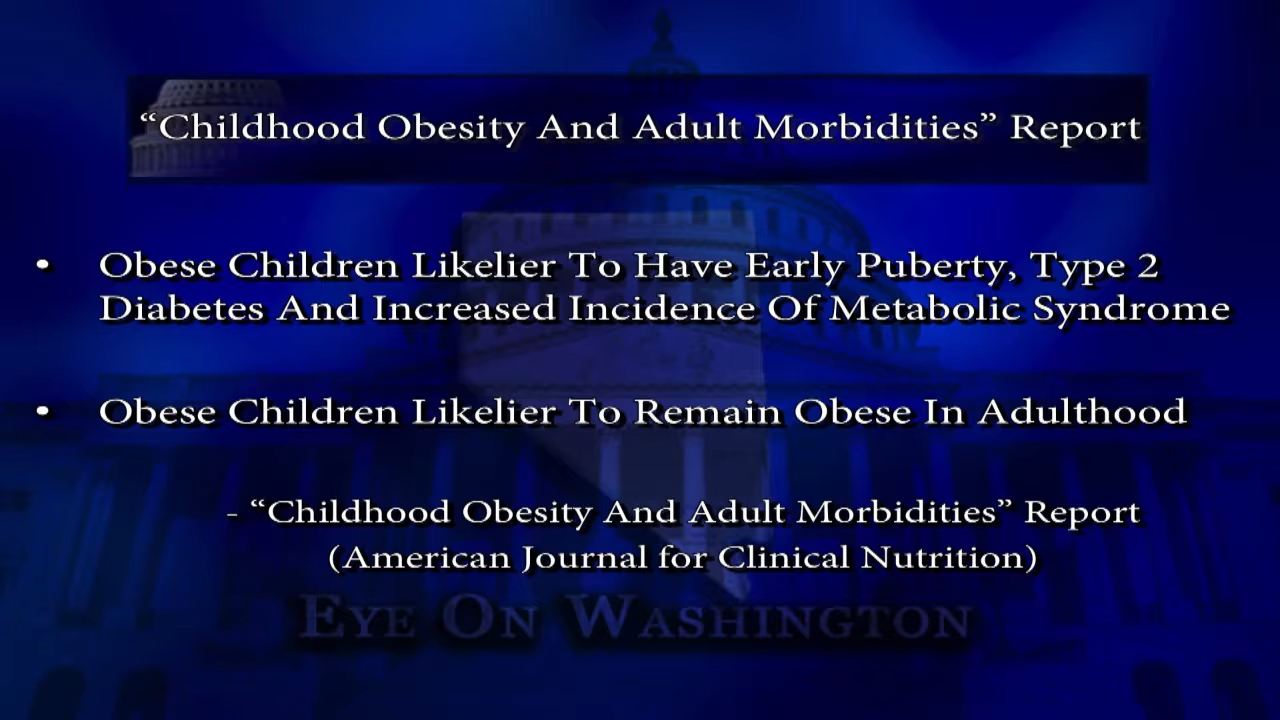 “Childhood Obesity And Adult Morbidities” Report
• Obese Children Likelier To Have Early Puberty, Type 2
Diabetes And Increased Incidence Of Metabolic Syndrome
• Obese Children Likelier To Remain Obese In Adulthood
- “Childhood Obesity And Adult Morbidities” Report
(American Journal for Clinical Nutrition)
Eye On Washington